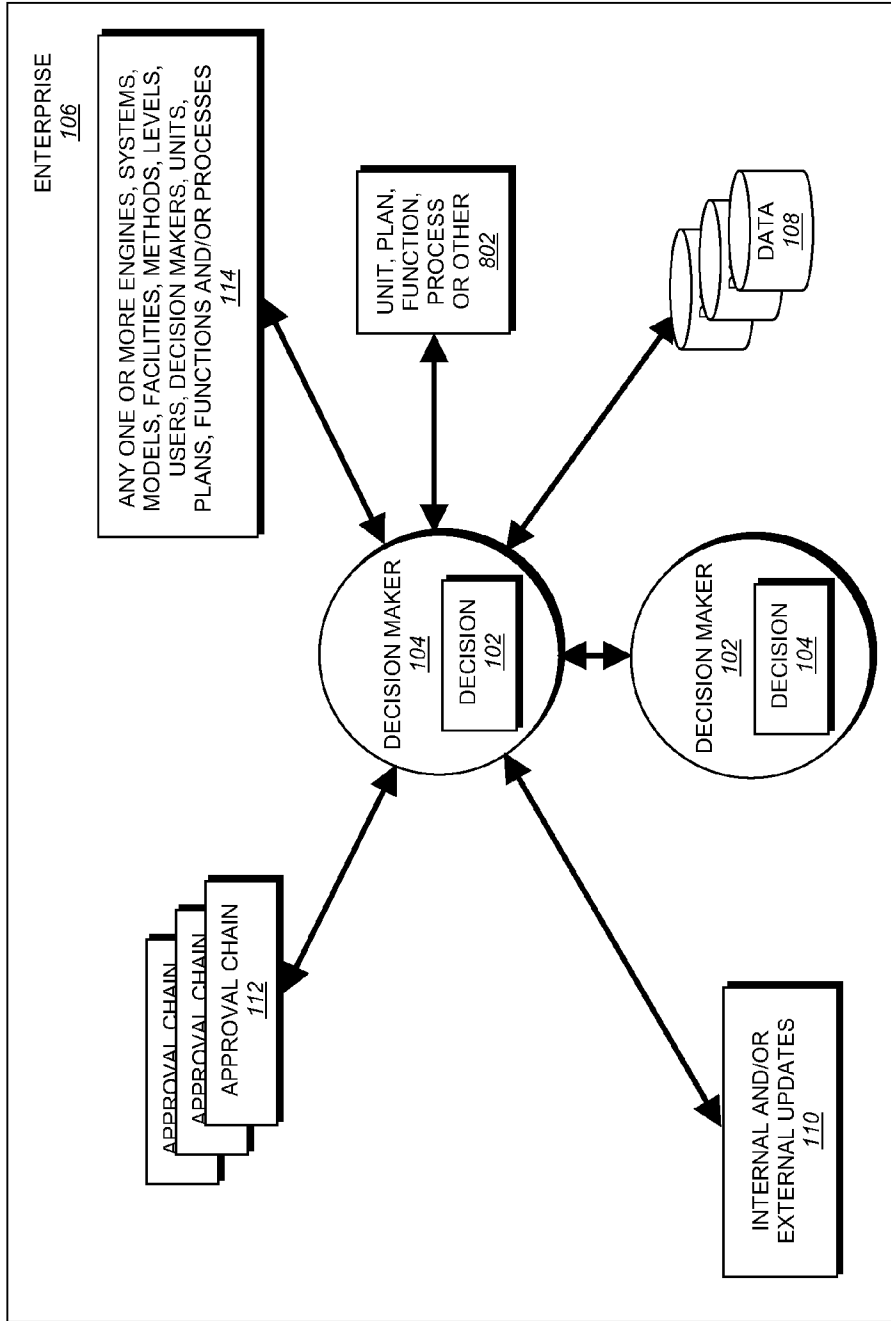 ENTERPRISE
106
APPROVAL CHAIN
APPROVAL CHAIN
APPROVAL CHAIN
112
ANY ONE OR MORE ENGINES, SYSTEMS,
MODELS, FACILITIES, METHODS, LEVELS,
USERS, DECISION MAKERS, UNITS,
PLANS, FUNCTIONS AND/OR PROCESSES
114
DECISION MAKER
104
DECISION
102
UNIT, PLAN,
FUNCTION,
PROCESS
OR OTHER
802
INTERNAL AND/OR
EXTERNAL UPDATES
110
DECISION MAKER
102
DECISION
104
DATA
108